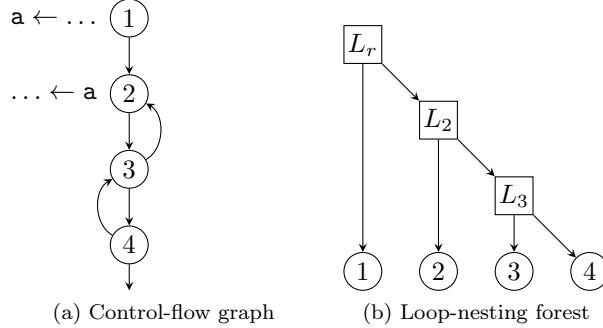 a ← ...
1
... ← a
2
3
4
L_r
L_2
L_3
1 2 3 4
(a) Control-flow graph
(b) Loop-nesting forest